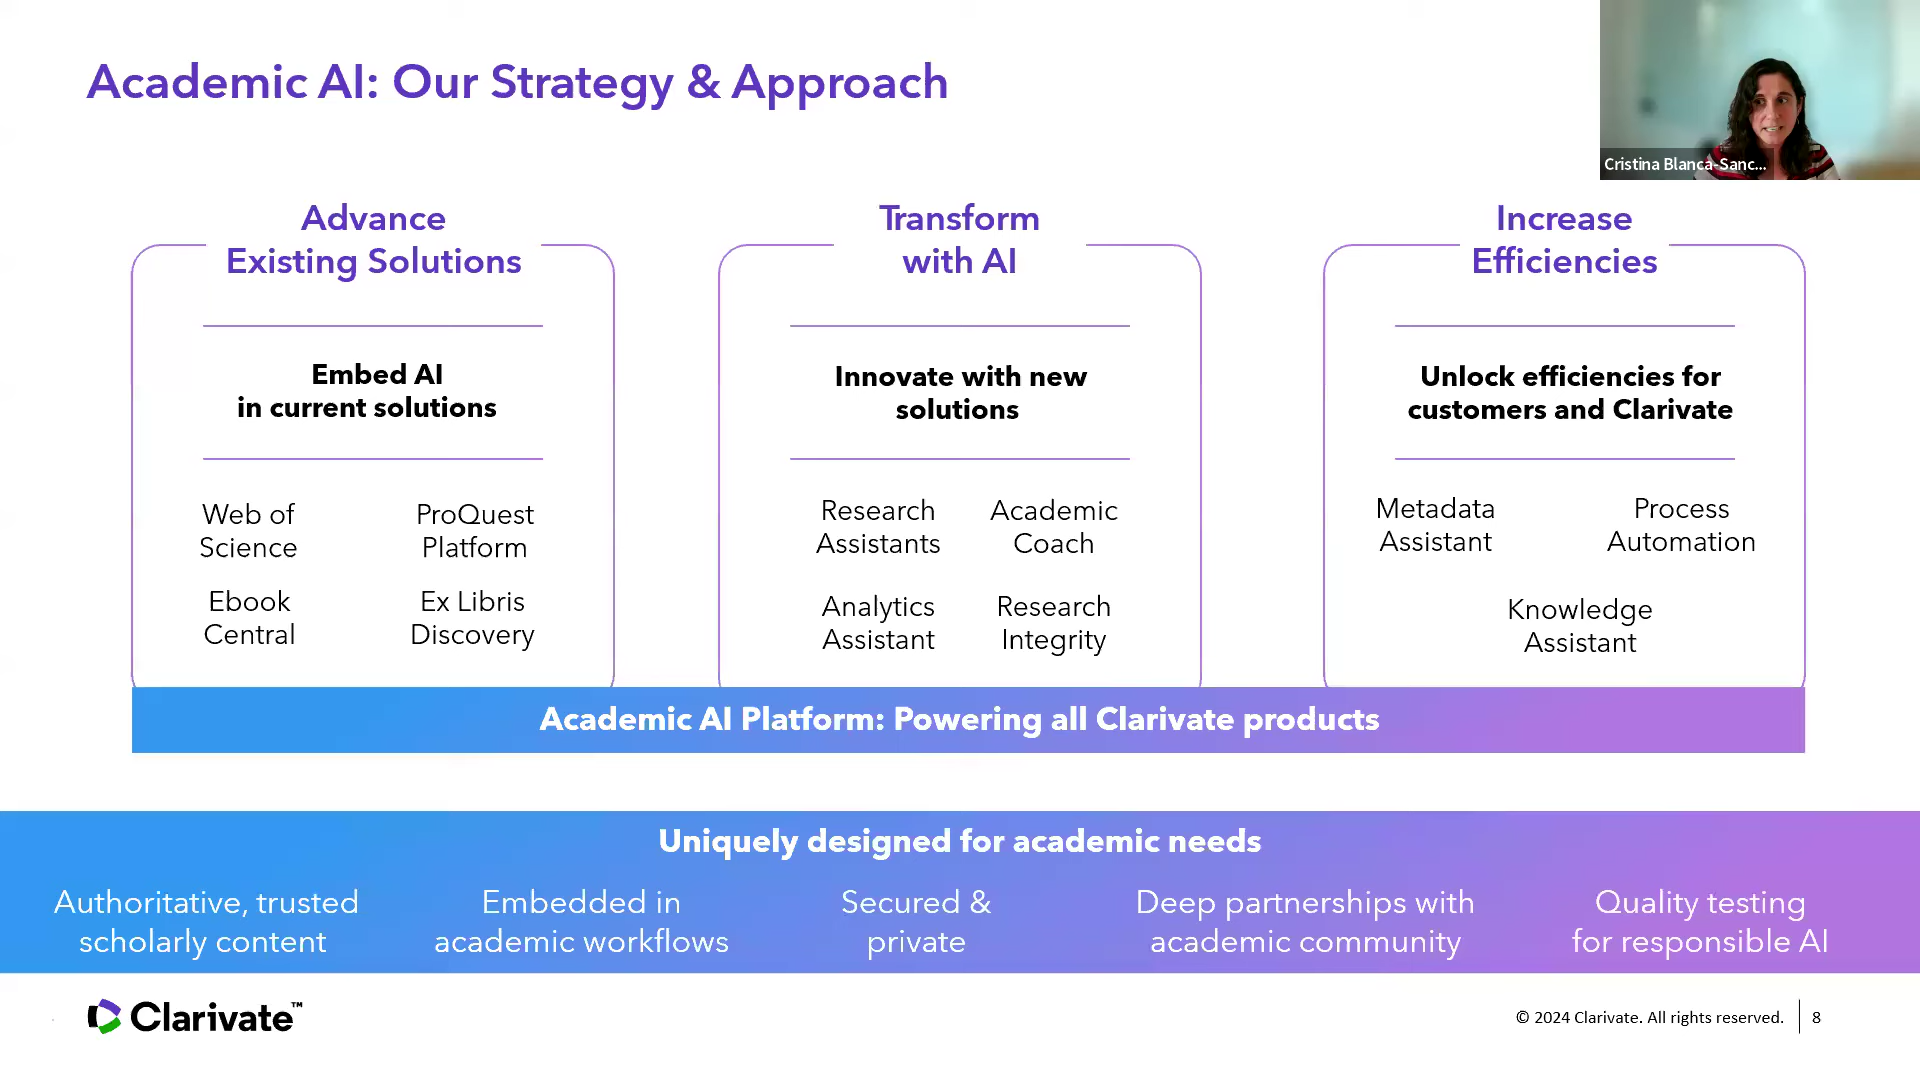 Academic AI: Our Strategy & Approach
Cristina Blanca-Sanc...
Advance
Existing Solutions
Embed AI
in current solutions
Web of
Science
ProQuest
Platform
Ebook
Central
Ex Libris
Discovery
Transform
with AI
Innovate with new
solutions
Research
Assistants
Academic
Coach
Analytics
Assistant
Research
Integrity
Increase
Efficiencies
Unlock efficiencies for
customers and Clarivate
Metadata
Assistant
Process
Automation
Knowledge
Assistant
Academic AI Platform: Powering all Clarivate products
Uniquely designed for academic needs
Authoritative, trusted
scholarly content
Embedded in
academic workflows
Secured &
private
Deep partnerships with
academic community
Quality testing
for responsible AI
Clarivate™
© 2024 Clarivate. All rights reserved.
8